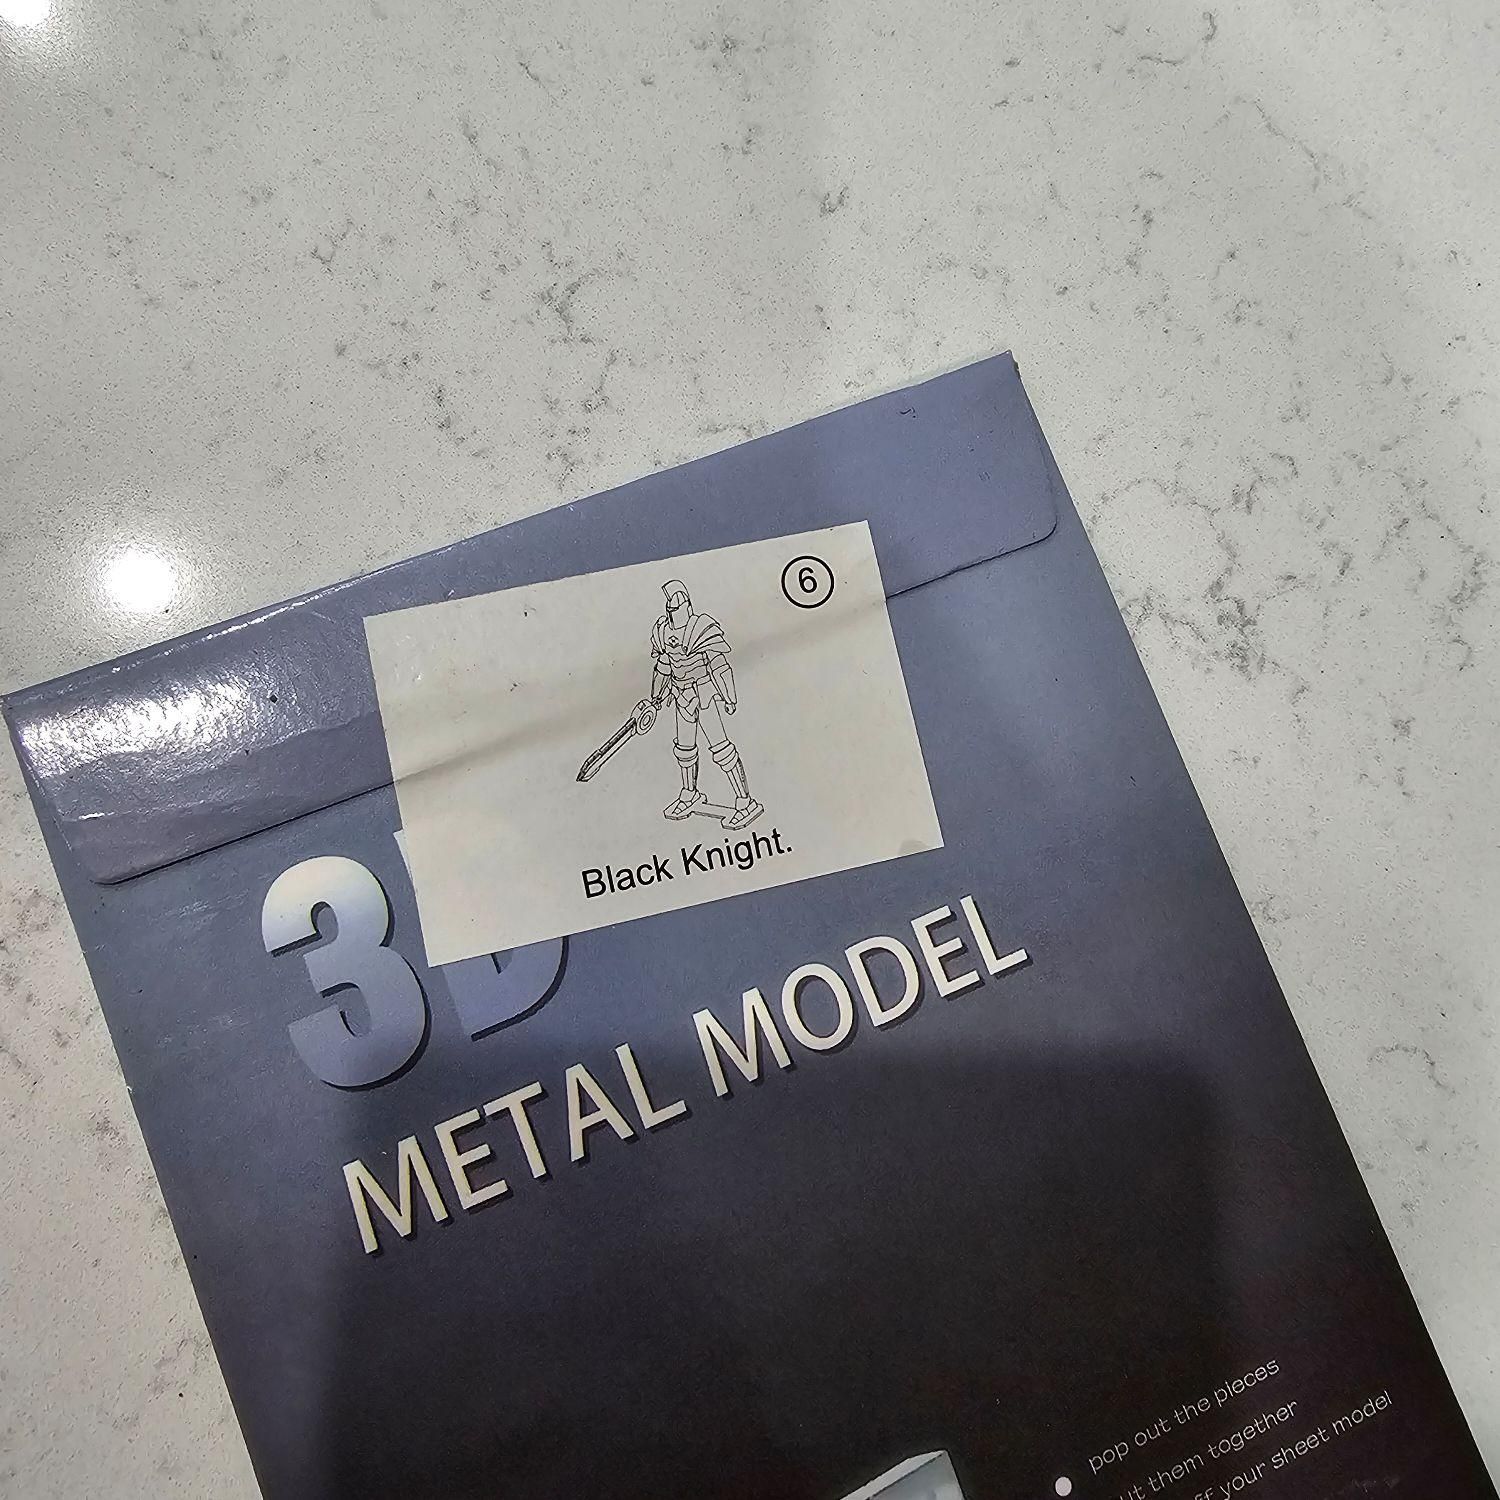 6
Black Knight.
3D
METAL MODEL
pop out the pieces
them together
your sheet model